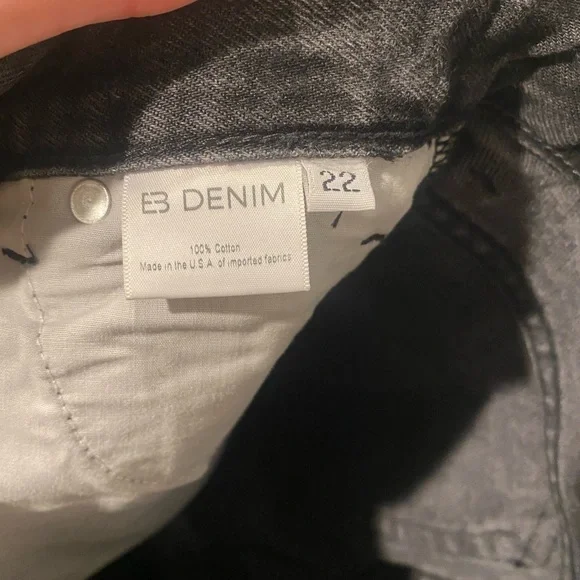 EB DENIM
22
100% Cotton
Made in the U.S.A. of imported fabrics